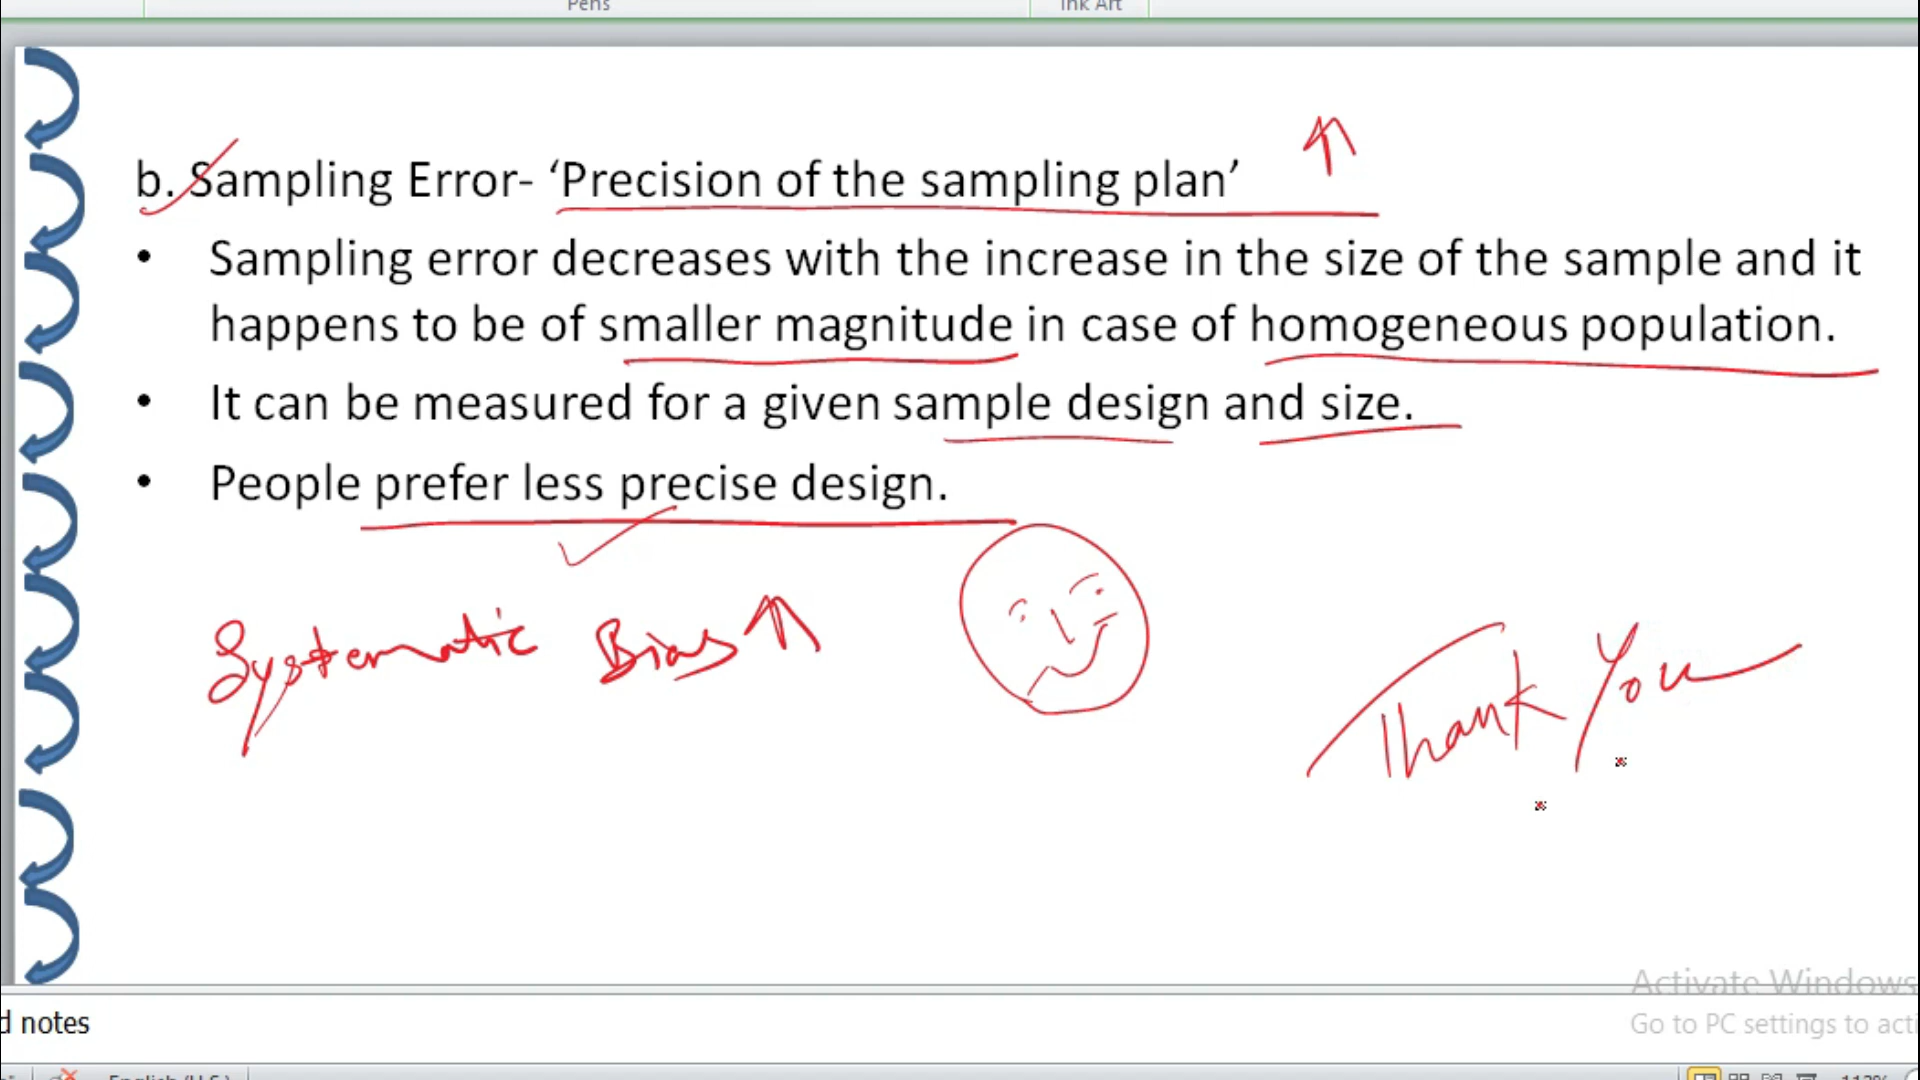 Pens
Ink Art
b. Sampling Error- ‘Precision of the sampling plan’
• Sampling error decreases with the increase in the size of the sample and it
happens to be of smaller magnitude in case of homogeneous population.
• It can be measured for a given sample design and size.
• People prefer less precise design.
Systematic Bias
Thank You
Activate Windows
Go to PC settings to acti
d notes
English (U.S.)
113%